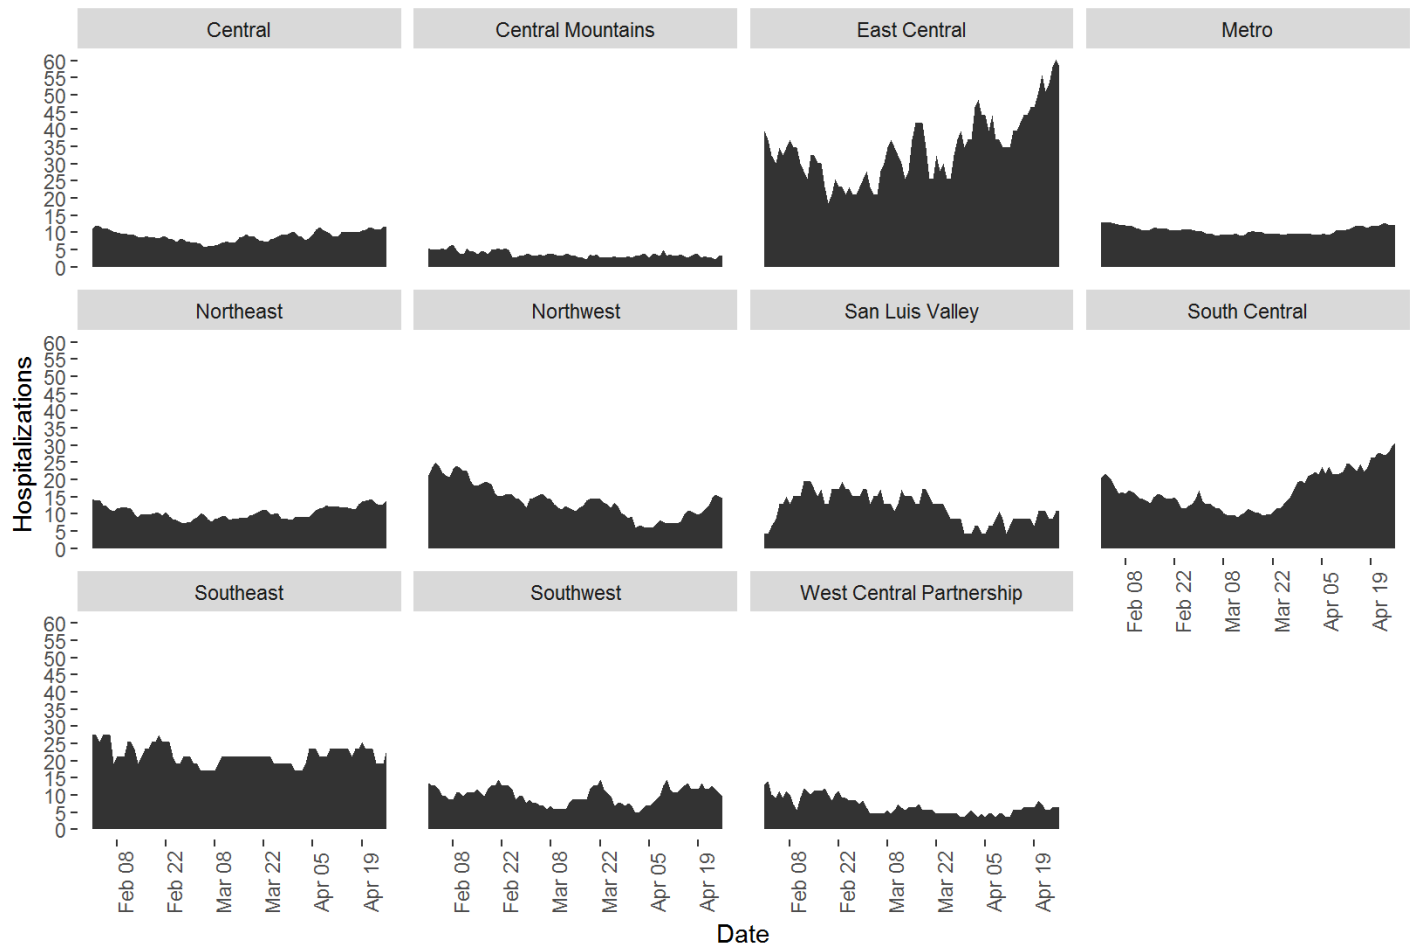 Central
Central Mountains
East Central
Metro
60
55
50
45
40
35
30
25
20
15
10
5
0
Northeast
Northwest
San Luis Valley
South Central
60
55
50
45
40
35
30
25
20
15
10
5
0
Hospitalizations
Feb 08
Feb 22
Mar 08
Mar 22
Apr 05
Apr 19
Southeast
Southwest
West Central Partnership
60
55
50
45
40
35
30
25
20
15
10
5
0
Feb 08
Feb 22
Mar 08
Mar 22
Apr 05
Apr 19
Feb 08
Feb 22
Mar 08
Mar 22
Apr 05
Apr 19
Feb 08
Feb 22
Mar 08
Mar 22
Apr 05
Apr 19
Date